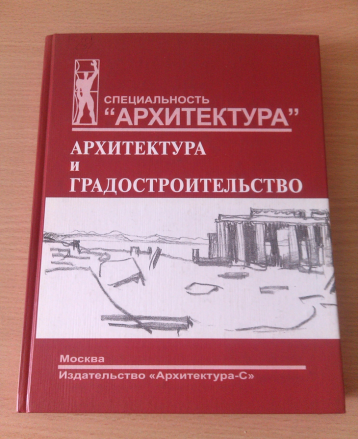 СПЕЦИАЛЬНОСТЬ
“АРХИТЕКТУРА”
АРХИТЕКТУРА
И
ГРАДОСТРОИТЕЛЬСТВО
Москва
Издательство «Архитектура-С»